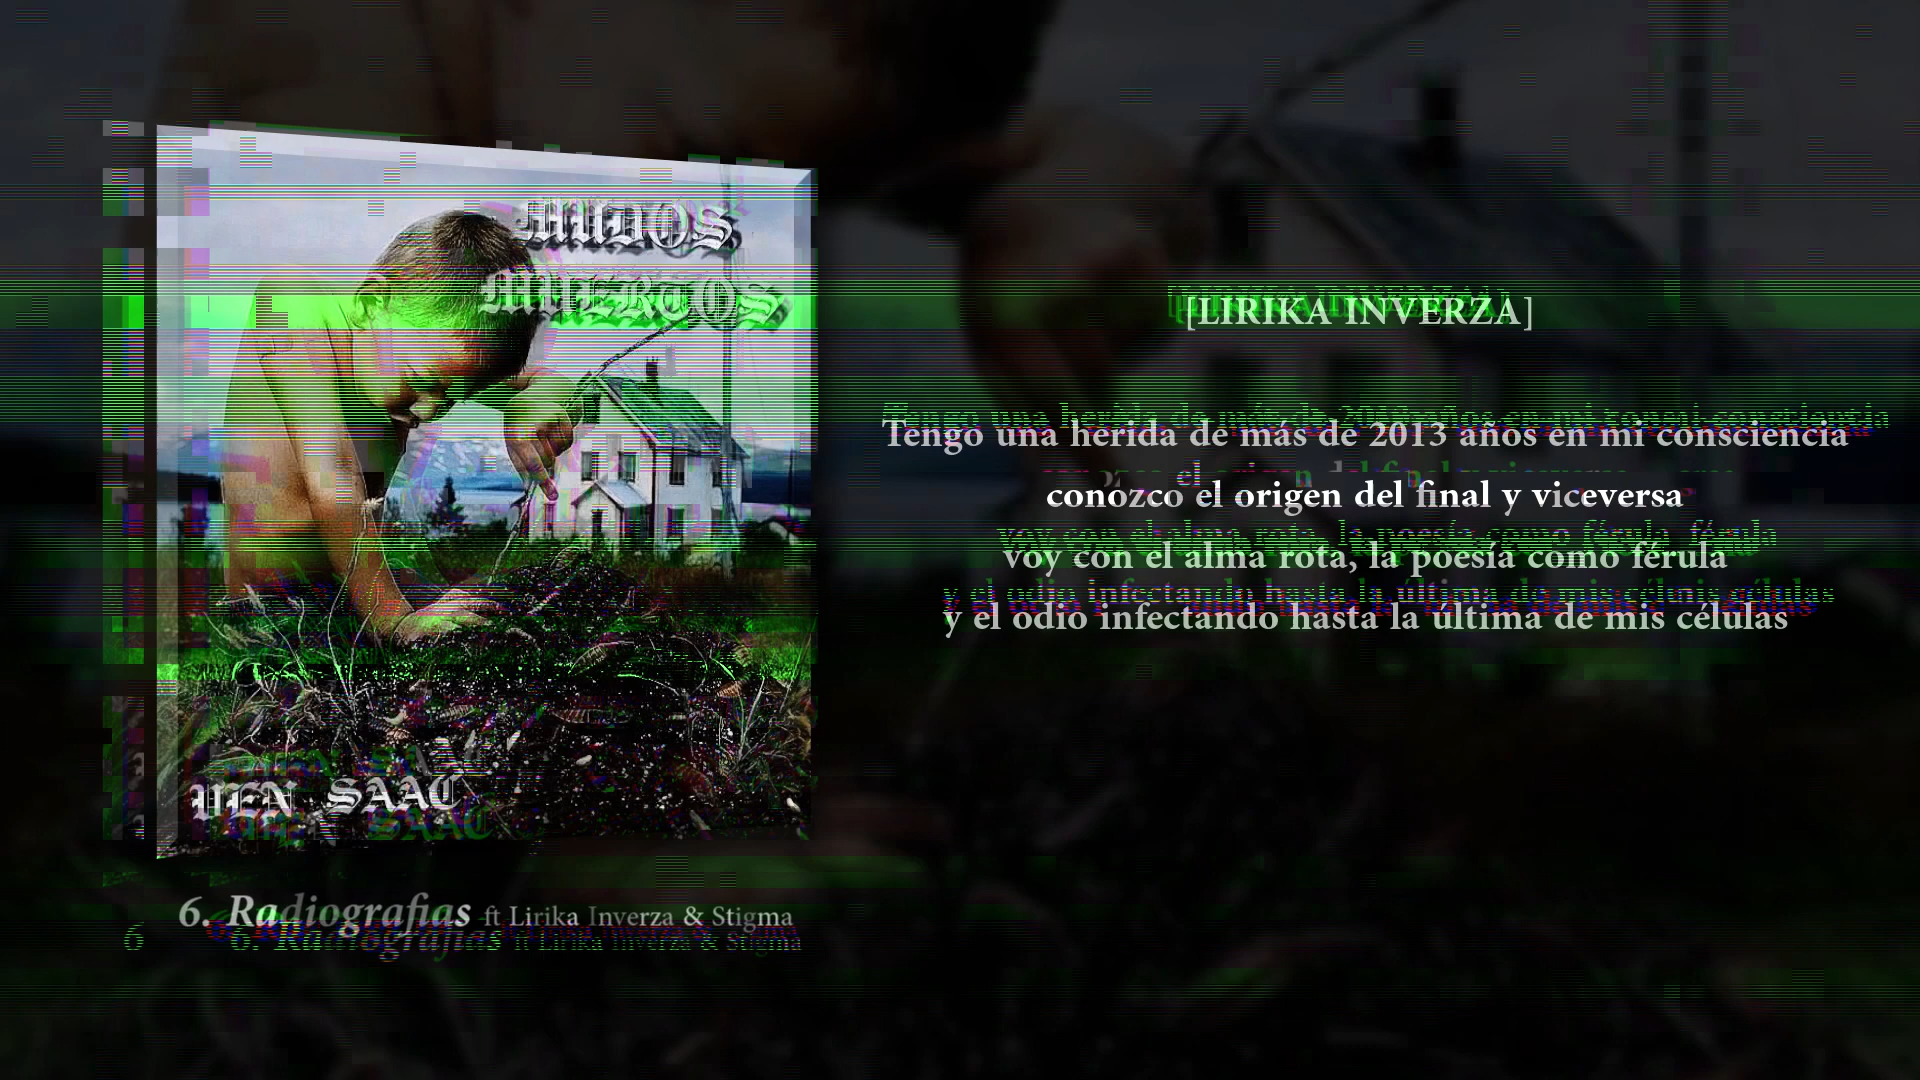 MUDOS
MUERTOS
VEN SAAC
6. Radiografias ft Lirika Inverza & Stigma
[LIRIKA INVERZA]
Tengo una herida de más de 2013 años en mi consciencia
conozco el origen del final y viceversa
voy con el alma rota, la poesía como férula
y el odio infectando hasta la última de mis células